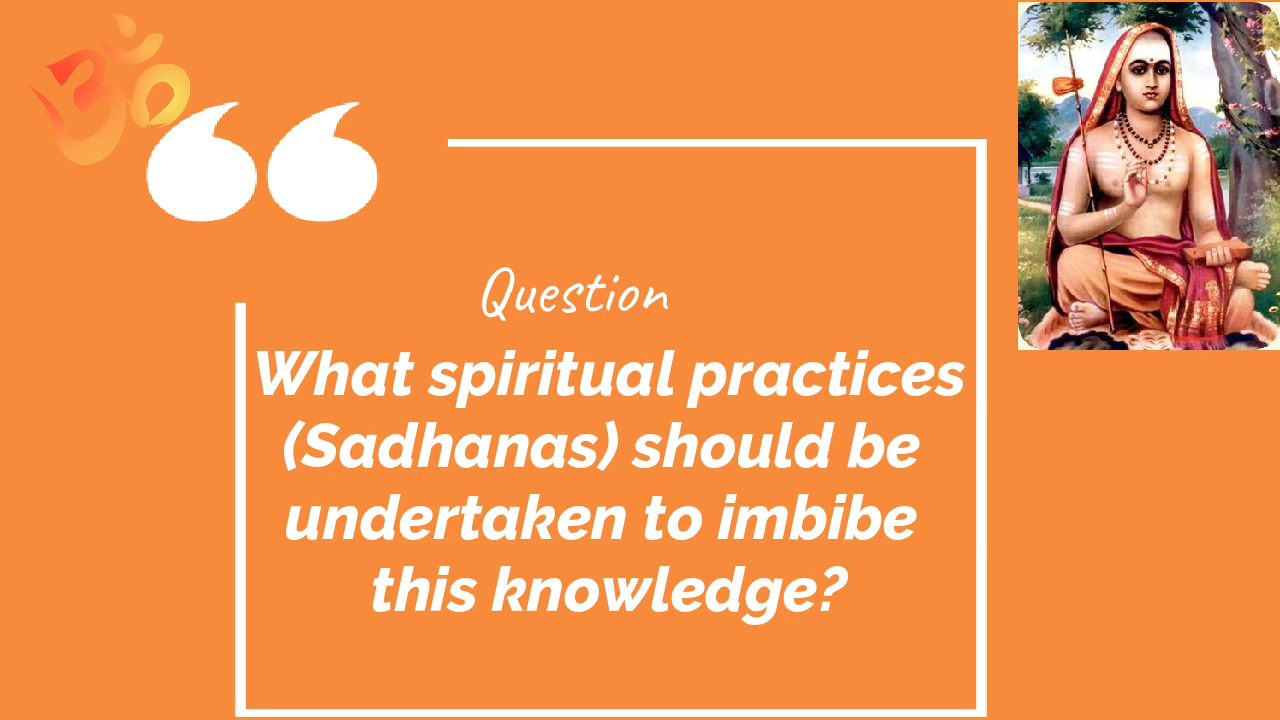 ॐ
Question
What spiritual practices
(Sadhanas) should be
undertaken to imbibe
this knowledge?